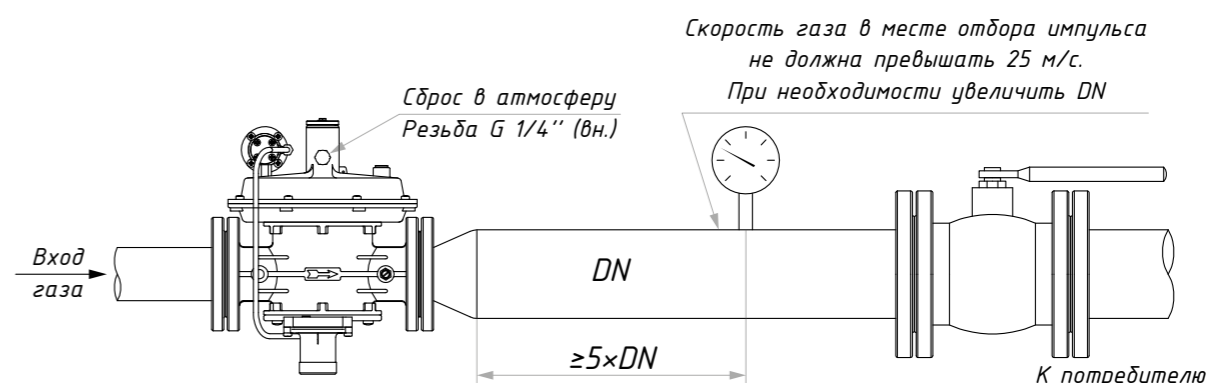 Скорость газа в месте отбора импульса
не должна превышать 25 м/с.
При необходимости увеличить DN
Сброс в атмосферу
Резьба G 1/4'' (вн.)
Вход
газа
DN
≥5×DN
К потребителю